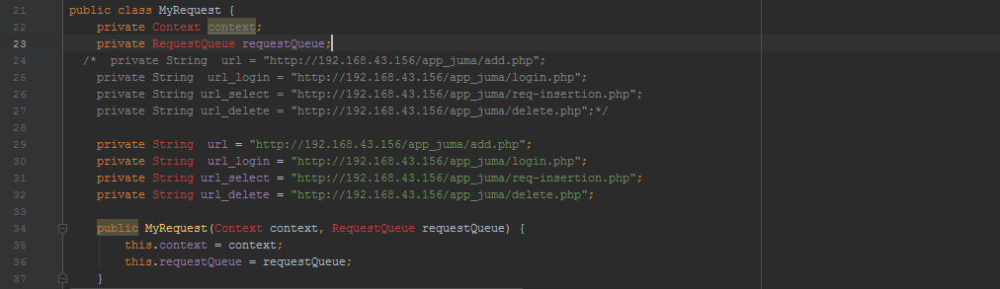 21 public class MyRequest {
22 private Context context;
23 private RequestQueue requestQueue;
24 /* private String url = "http://192.168.43.156/app_juma/add.php";
25 private String url_login = "http://192.168.43.156/app_juma/login.php";
26 private String url_select = "http://192.168.43.156/app_juma/req-insertion.php";
27 private String url_delete = "http://192.168.43.156/app_juma/delete.php";*/
28
29 private String url = "http://192.168.43.156/app_juma/add.php";
30 private String url_login = "http://192.168.43.156/app_juma/login.php";
31 private String url_select = "http://192.168.43.156/app_juma/req-insertion.php";
32 private String url_delete = "http://192.168.43.156/app_juma/delete.php";
33
34 public MyRequest(Context context, RequestQueue requestQueue) {
35 this.context = context;
36 this.requestQueue = requestQueue;
37 }